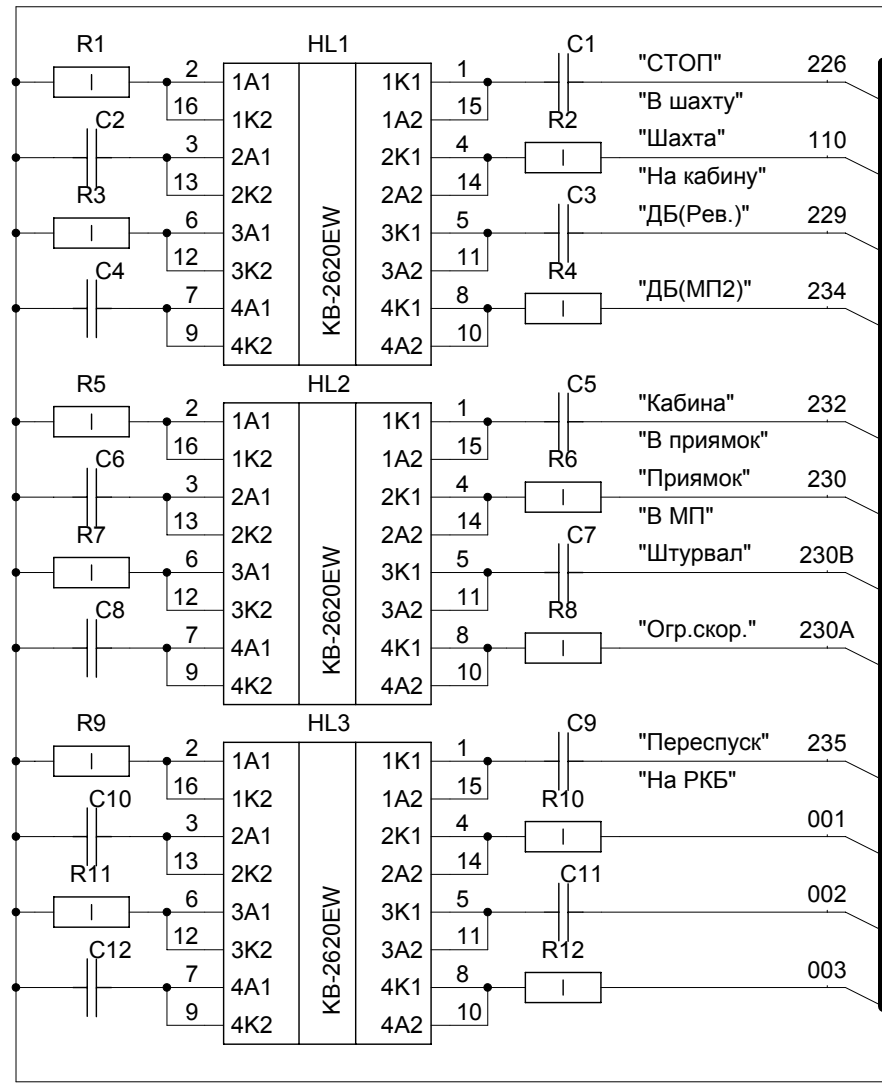 R1 HL1 C1
2 1A1 1K1 1 "СТОП" 226
16 1K2 1A2 15 "В шахту"
C2 R2
3 2A1 2K1 4 "Шахта" 110
13 2K2 2A2 14 "На кабину"
R3 C3
6 3A1 3K1 5 "ДБ(Рев.)" 229
12 3K2 3A2 11
C4 R4
7 4A1 4K1 8 "ДБ(МП2)" 234
9 4K2 4A2 10
KB-2620EW
R5 HL2 C5
2 1A1 1K1 1 "Кабина" 232
16 1K2 1A2 15 "В приямок"
C6 R6
3 2A1 2K1 4 "Приямок" 230
13 2K2 2A2 14 "В МП"
R7 C7
6 3A1 3K1 5 "Штурвал" 230В
12 3K2 3A2 11
C8 R8
7 4A1 4K1 8 "Огр.скор." 230А
9 4K2 4A2 10
KB-2620EW
R9 HL3 C9
2 1A1 1K1 1 "Переспуск" 235
16 1K2 1A2 15 "На РКБ"
C10 R10
3 2A1 2K1 4 001
13 2K2 2A2 14
R11 C11
6 3A1 3K1 5 002
12 3K2 3A2 11
C12 R12
7 4A1 4K1 8 003
9 4K2 4A2 10
KB-2620EW